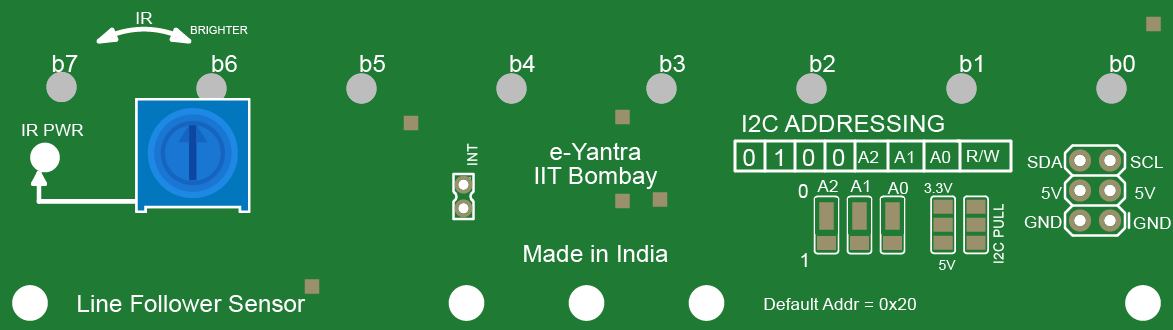 IR
BRIGHTER
b7 b6 b5 b4 b3 b2 b1 b0
IR PWR
INT
e-Yantra
IIT Bombay
Made in India
I2C ADDRESSING
0 1 0 0 A2 A1 A0 R/W
0 A2 A1 A0 3.3V
1 5V
I2C PULL
SDA SCL
5V 5V
GND GND
Line Follower Sensor
Default Addr = 0x20